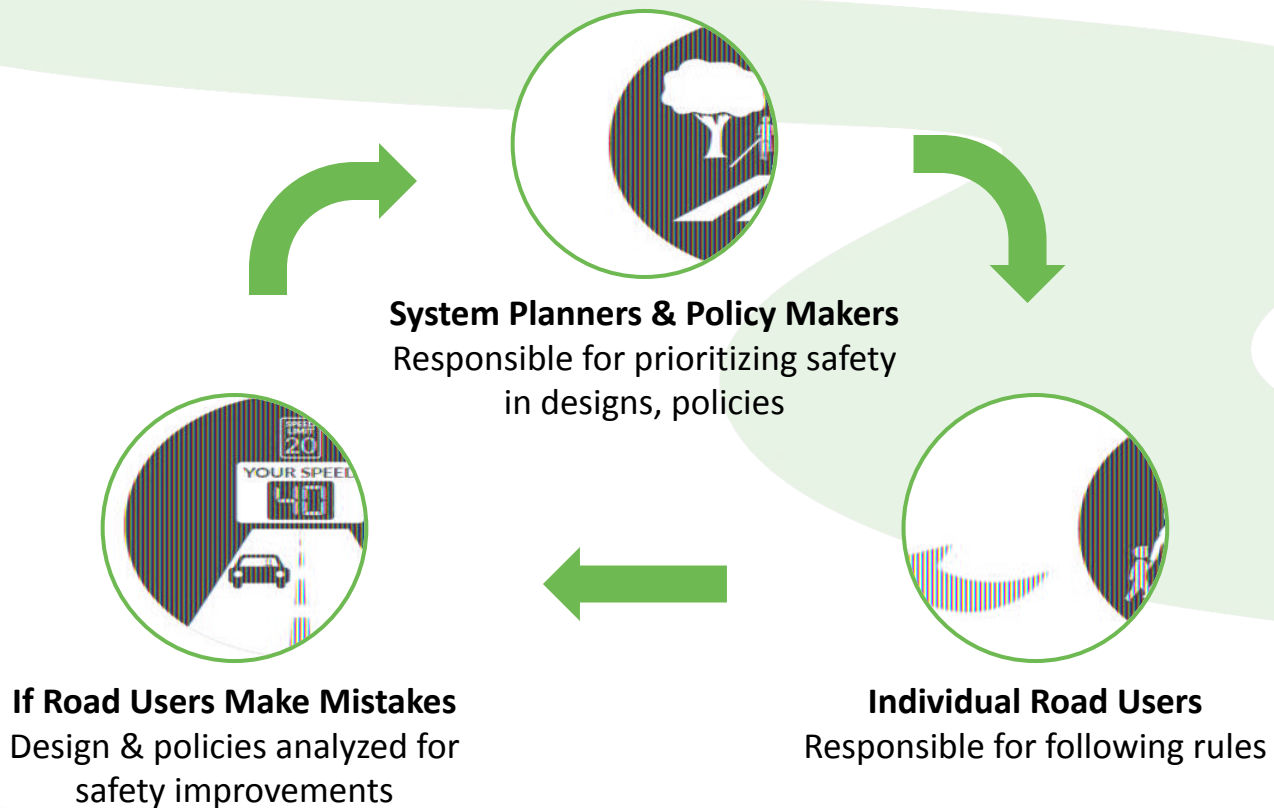 System Planners & Policy Makers
Responsible for prioritizing safety
in designs, policies
SPEED
LIMIT
20
YOUR SPEED
40
If Road Users Make Mistakes
Design & policies analyzed for
safety improvements
Individual Road Users
Responsible for following rules